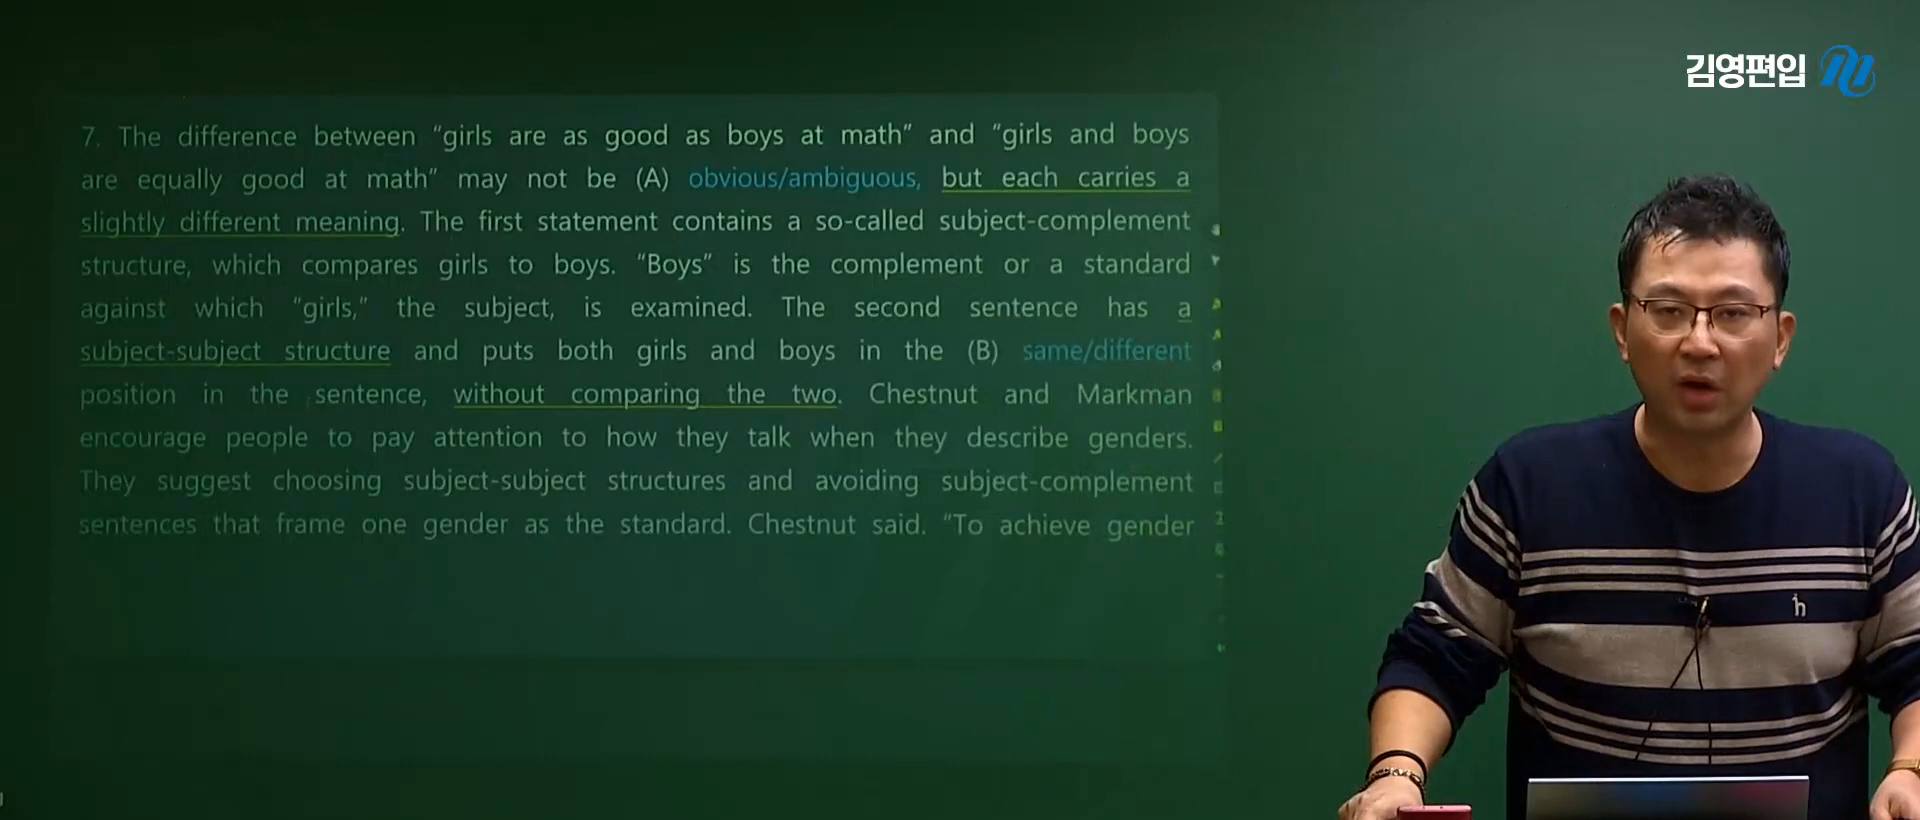 김영편입
7. The difference between “girls are as good as boys at math” and “girls and boys
are equally good at math” may not be (A) obvious/ambiguous, but each carries a
slightly different meaning. The first statement contains a so-called subject-complement
structure, which compares girls to boys. “Boys” is the complement or a standard
against which “girls,” the subject, is examined. The second sentence has a
subject-subject structure and puts both girls and boys in the (B) same/different
position in the sentence, without comparing the two. Chestnut and Markman
encourage people to pay attention to how they talk when they describe genders.
They suggest choosing subject-subject structures and avoiding subject-complement
sentences that frame one gender as the standard. Chestnut said. “To achieve gender
h